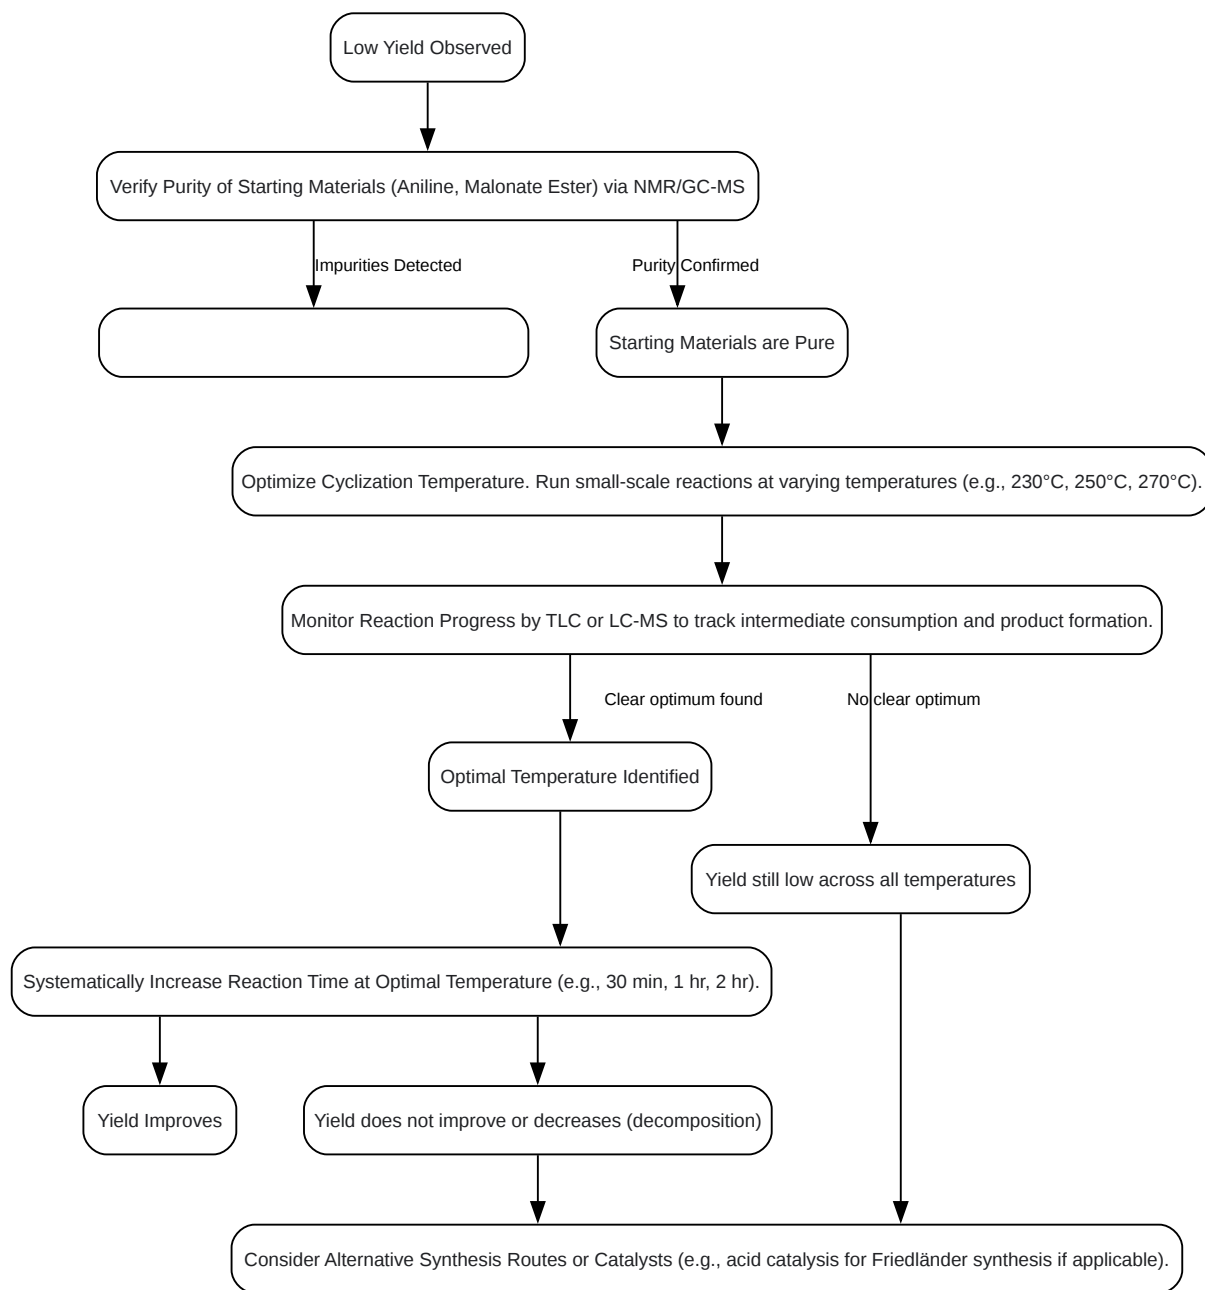 Low Yield Observed
Verify Purity of Starting Materials (Aniline, Malonate Ester) via NMR/GC-MS
Impurities Detected
Purity Confirmed
Starting Materials are Pure
Optimize Cyclization Temperature. Run small-scale reactions at varying temperatures (e.g., 230°C, 250°C, 270°C).
Monitor Reaction Progress by TLC or LC-MS to track intermediate consumption and product formation.
Clear optimum found
No clear optimum
Optimal Temperature Identified
Yield still low across all temperatures
Systematically Increase Reaction Time at Optimal Temperature (e.g., 30 min, 1 hr, 2 hr).
Yield Improves
Yield does not improve or decreases (decomposition)
Consider Alternative Synthesis Routes or Catalysts (e.g., acid catalysis for Friedländer synthesis if applicable).